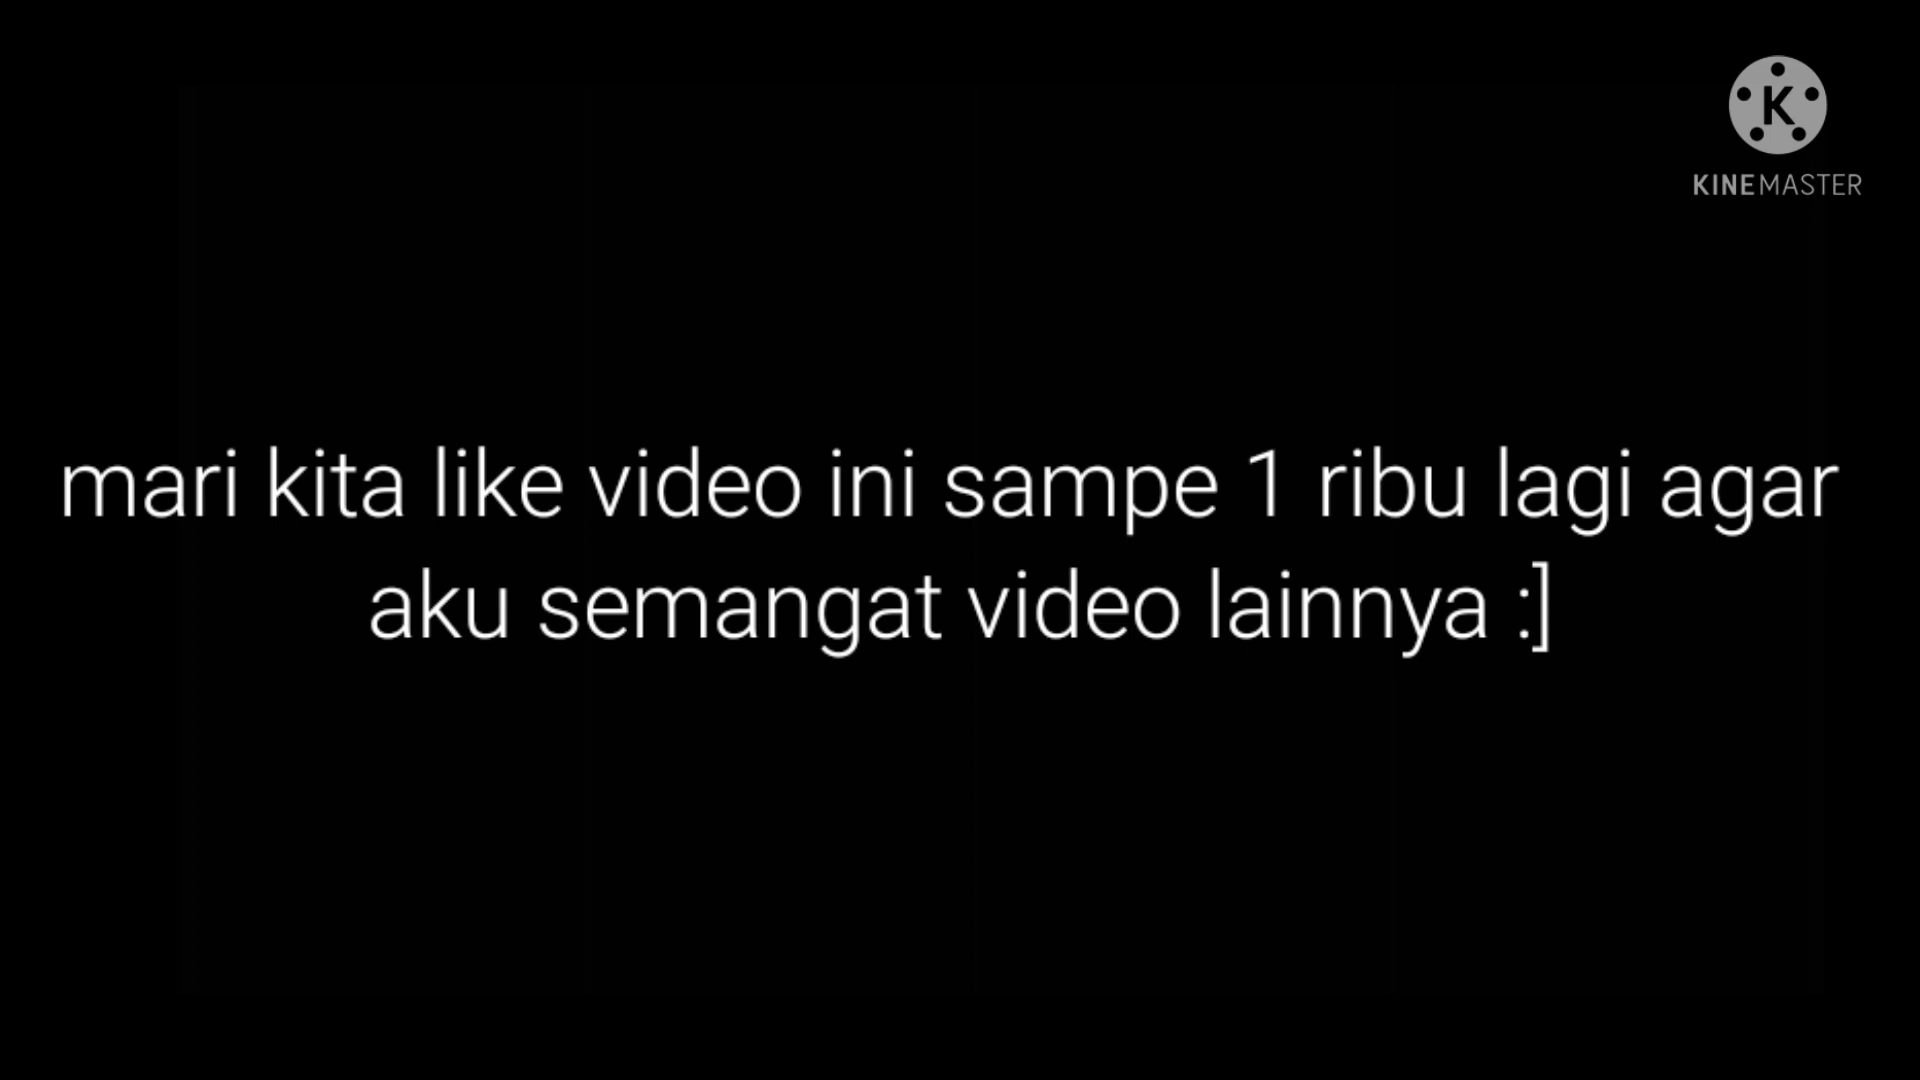 K
KINEMASTER
mari kita like video ini sampe 1 ribu lagi agar
aku semangat video lainnya :]